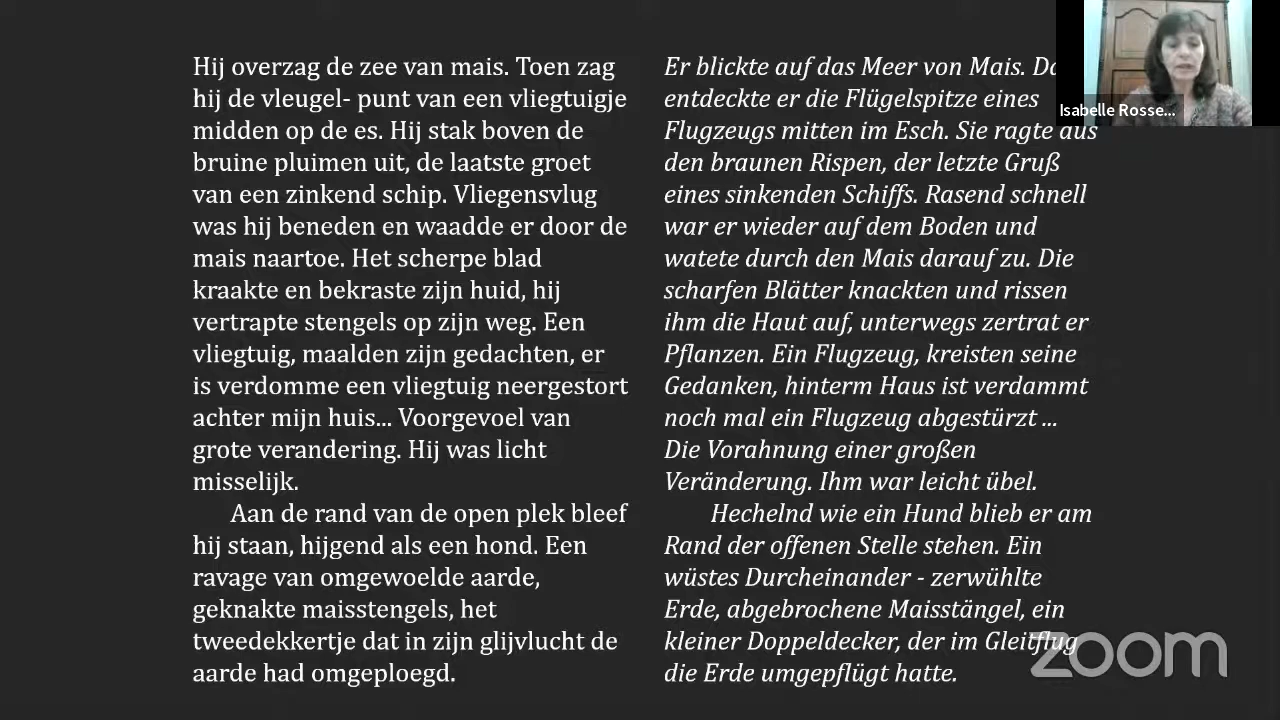 Hij overzag de zee van mais. Toen zag
hij de vleugel- punt van een vliegtuigje
midden op de es. Hij stak boven de
bruine pluimen uit, de laatste groet
van een zinkend schip. Vliegensvlug
was hij beneden en waadde er door de
mais naartoe. Het scherpe blad
kraakte en bekraste zijn huid, hij
vertrapte stengels op zijn weg. Een
vliegtuig, maalden zijn gedachten, er
is verdomme een vliegtuig neergestort
achter mijn huis... Voorgevoel van
grote verandering. Hij was licht
misselijk.
Aan de rand van de open plek bleef
hij staan, hijgend als een hond. Een
ravage van omgewoelde aarde,
geknakte maisstengels, het
tweedekkertje dat in zijn glijvlucht de
aarde had omgeploegd.
Er blickte auf das Meer von Mais.
entdeckte er die Flügelspitze eines
Flugzeugs mitten im Esch. Sie ragte aus
den braunen Rispen, der letzte Gruß
eines sinkenden Schiffs. Rasend schnell
war er wieder auf dem Boden und
watete durch den Mais darauf zu. Die
scharfen Blätter knackten und rissen
ihm die Haut auf, unterwegs zertrat er
Pflanzen. Ein Flugzeug, kreisten seine
Gedanken, hinterm Haus ist verdammt
noch mal ein Flugzeug abgestürzt ...
Die Vorahnung einer großen
Veränderung. Ihm war leicht übel.
Hechelnd wie ein Hund blieb er am
Rand der offenen Stelle stehen. Ein
wüstes Durcheinander - zerwühlte
Erde, abgebrochene Maisstängel, ein
kleiner Doppeldecker, der im Gleitflug
die Erde umgepflügt hatte.
Isabelle Rosse...
zoom